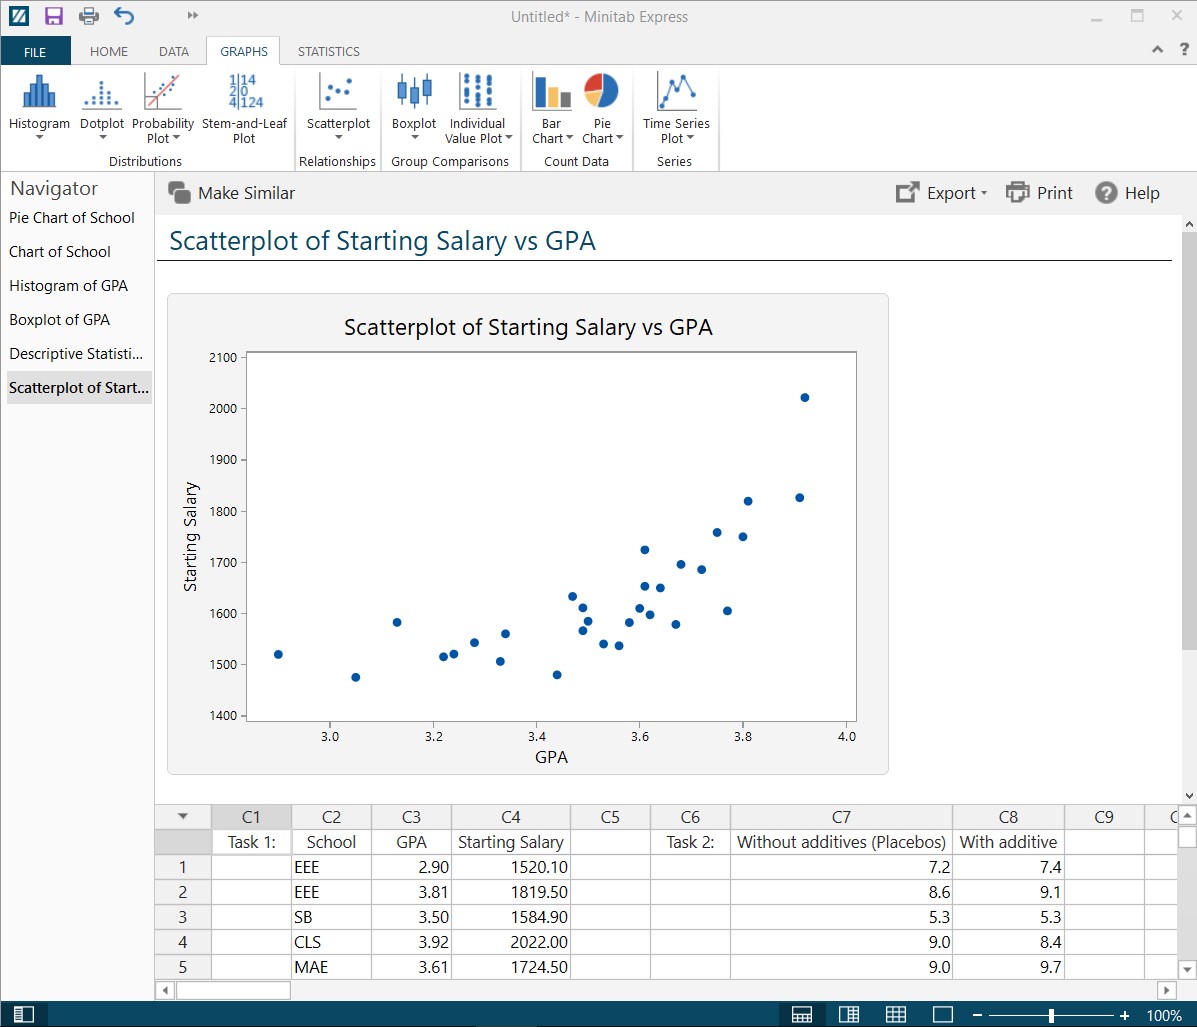 Untitled* - Minitab Express
FILE HOME DATA GRAPHS STATISTICS
Histogram Dotplot Probability Plot Stem-and-Leaf Plot Scatterplot Boxplot Individual Value Plot Bar Chart Pie Chart Time Series Plot
Distributions Relationships Group Comparisons Count Data Series
Navigator
Pie Chart of School
Chart of School
Histogram of GPA
Boxplot of GPA
Descriptive Statisti...
Scatterplot of Start...
Make Similar Export Print Help
Scatterplot of Starting Salary vs GPA
Scatterplot of Starting Salary vs GPA
Starting Salary
2100
2000
1900
1800
1700
1600
1500
1400
3.0 3.2 3.4 3.6 3.8 4.0
GPA
C1 C2 C3 C4 C5 C6 C7 C8 C9 C
Task 1: School GPA Starting Salary Task 2: Without additives (Placebos) With additive
1 EEE 2.90 1520.10 7.2 7.4
2 EEE 3.81 1819.50 8.6 9.1
3 SB 3.50 1584.90 5.3 5.3
4 CLS 3.92 2022.00 9.0 8.4
5 MAE 3.61 1724.50 9.0 9.7
100%